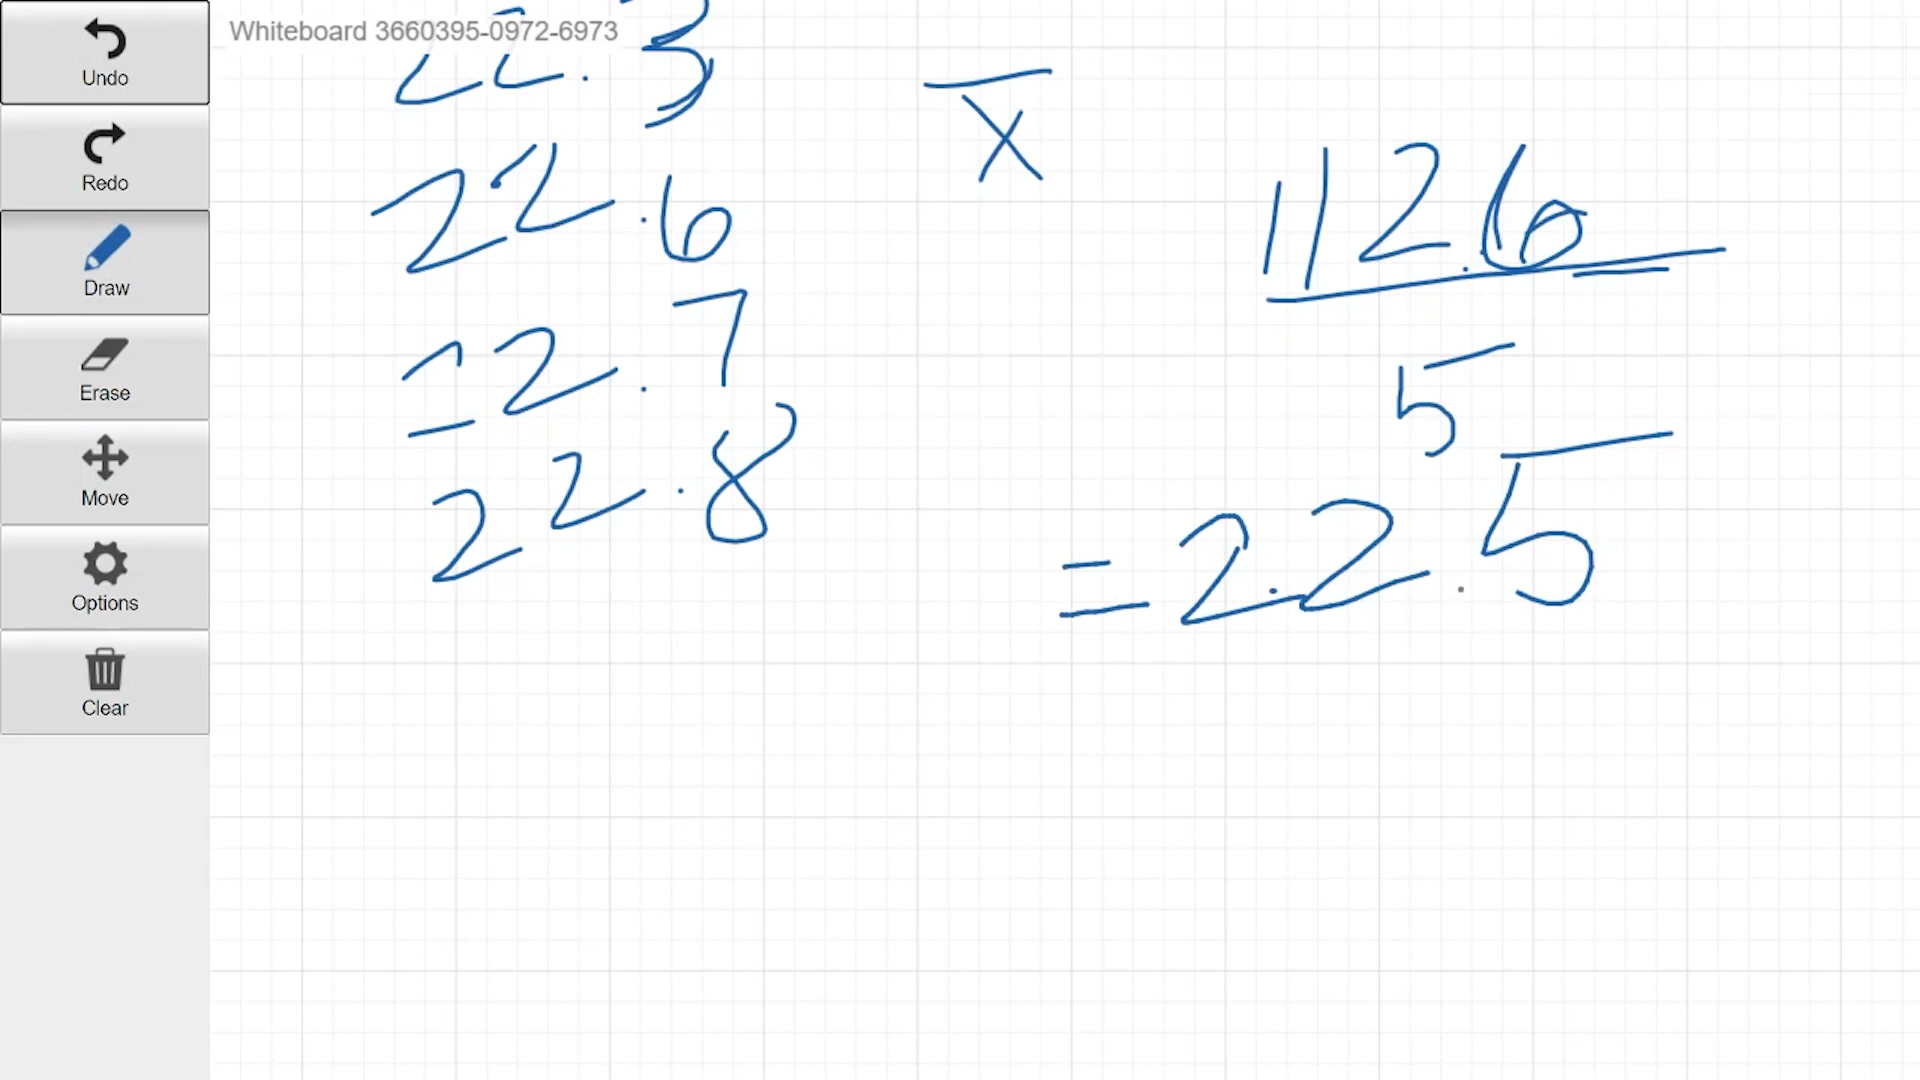 Whiteboard 3660395-0972-6973
Undo
Redo
Draw
Erase
Move
Options
Clear
22.3
22.6
22.7
22.8
x̅
112.6
5
=22.5